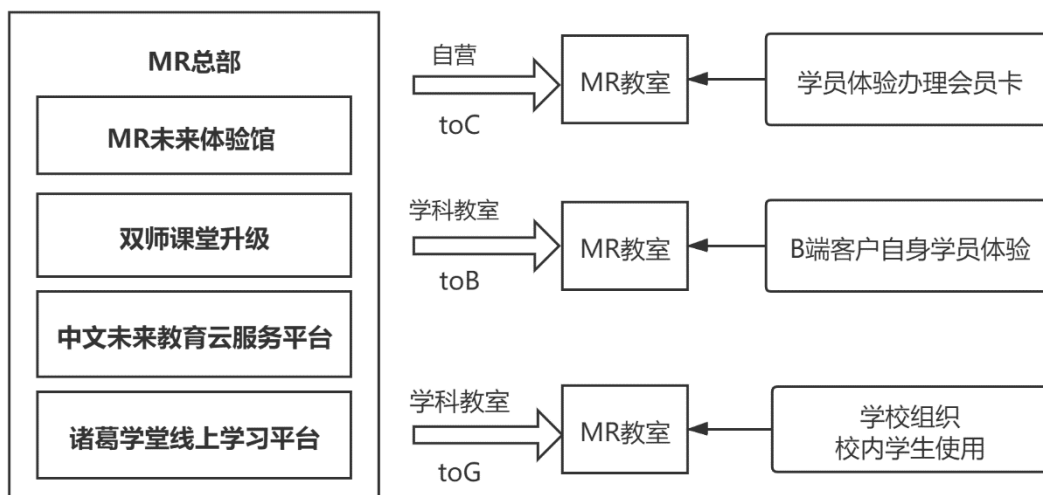 MR总部
MR未来体验馆
双师课堂升级
中文未来教育云服务平台
诸葛学堂线上学习平台
自营
toC
MR教室
学员体验办理会员卡
学科教室
toB
MR教室
B端客户自身学员体验
学科教室
toG
MR教室
学校组织
校内学生使用